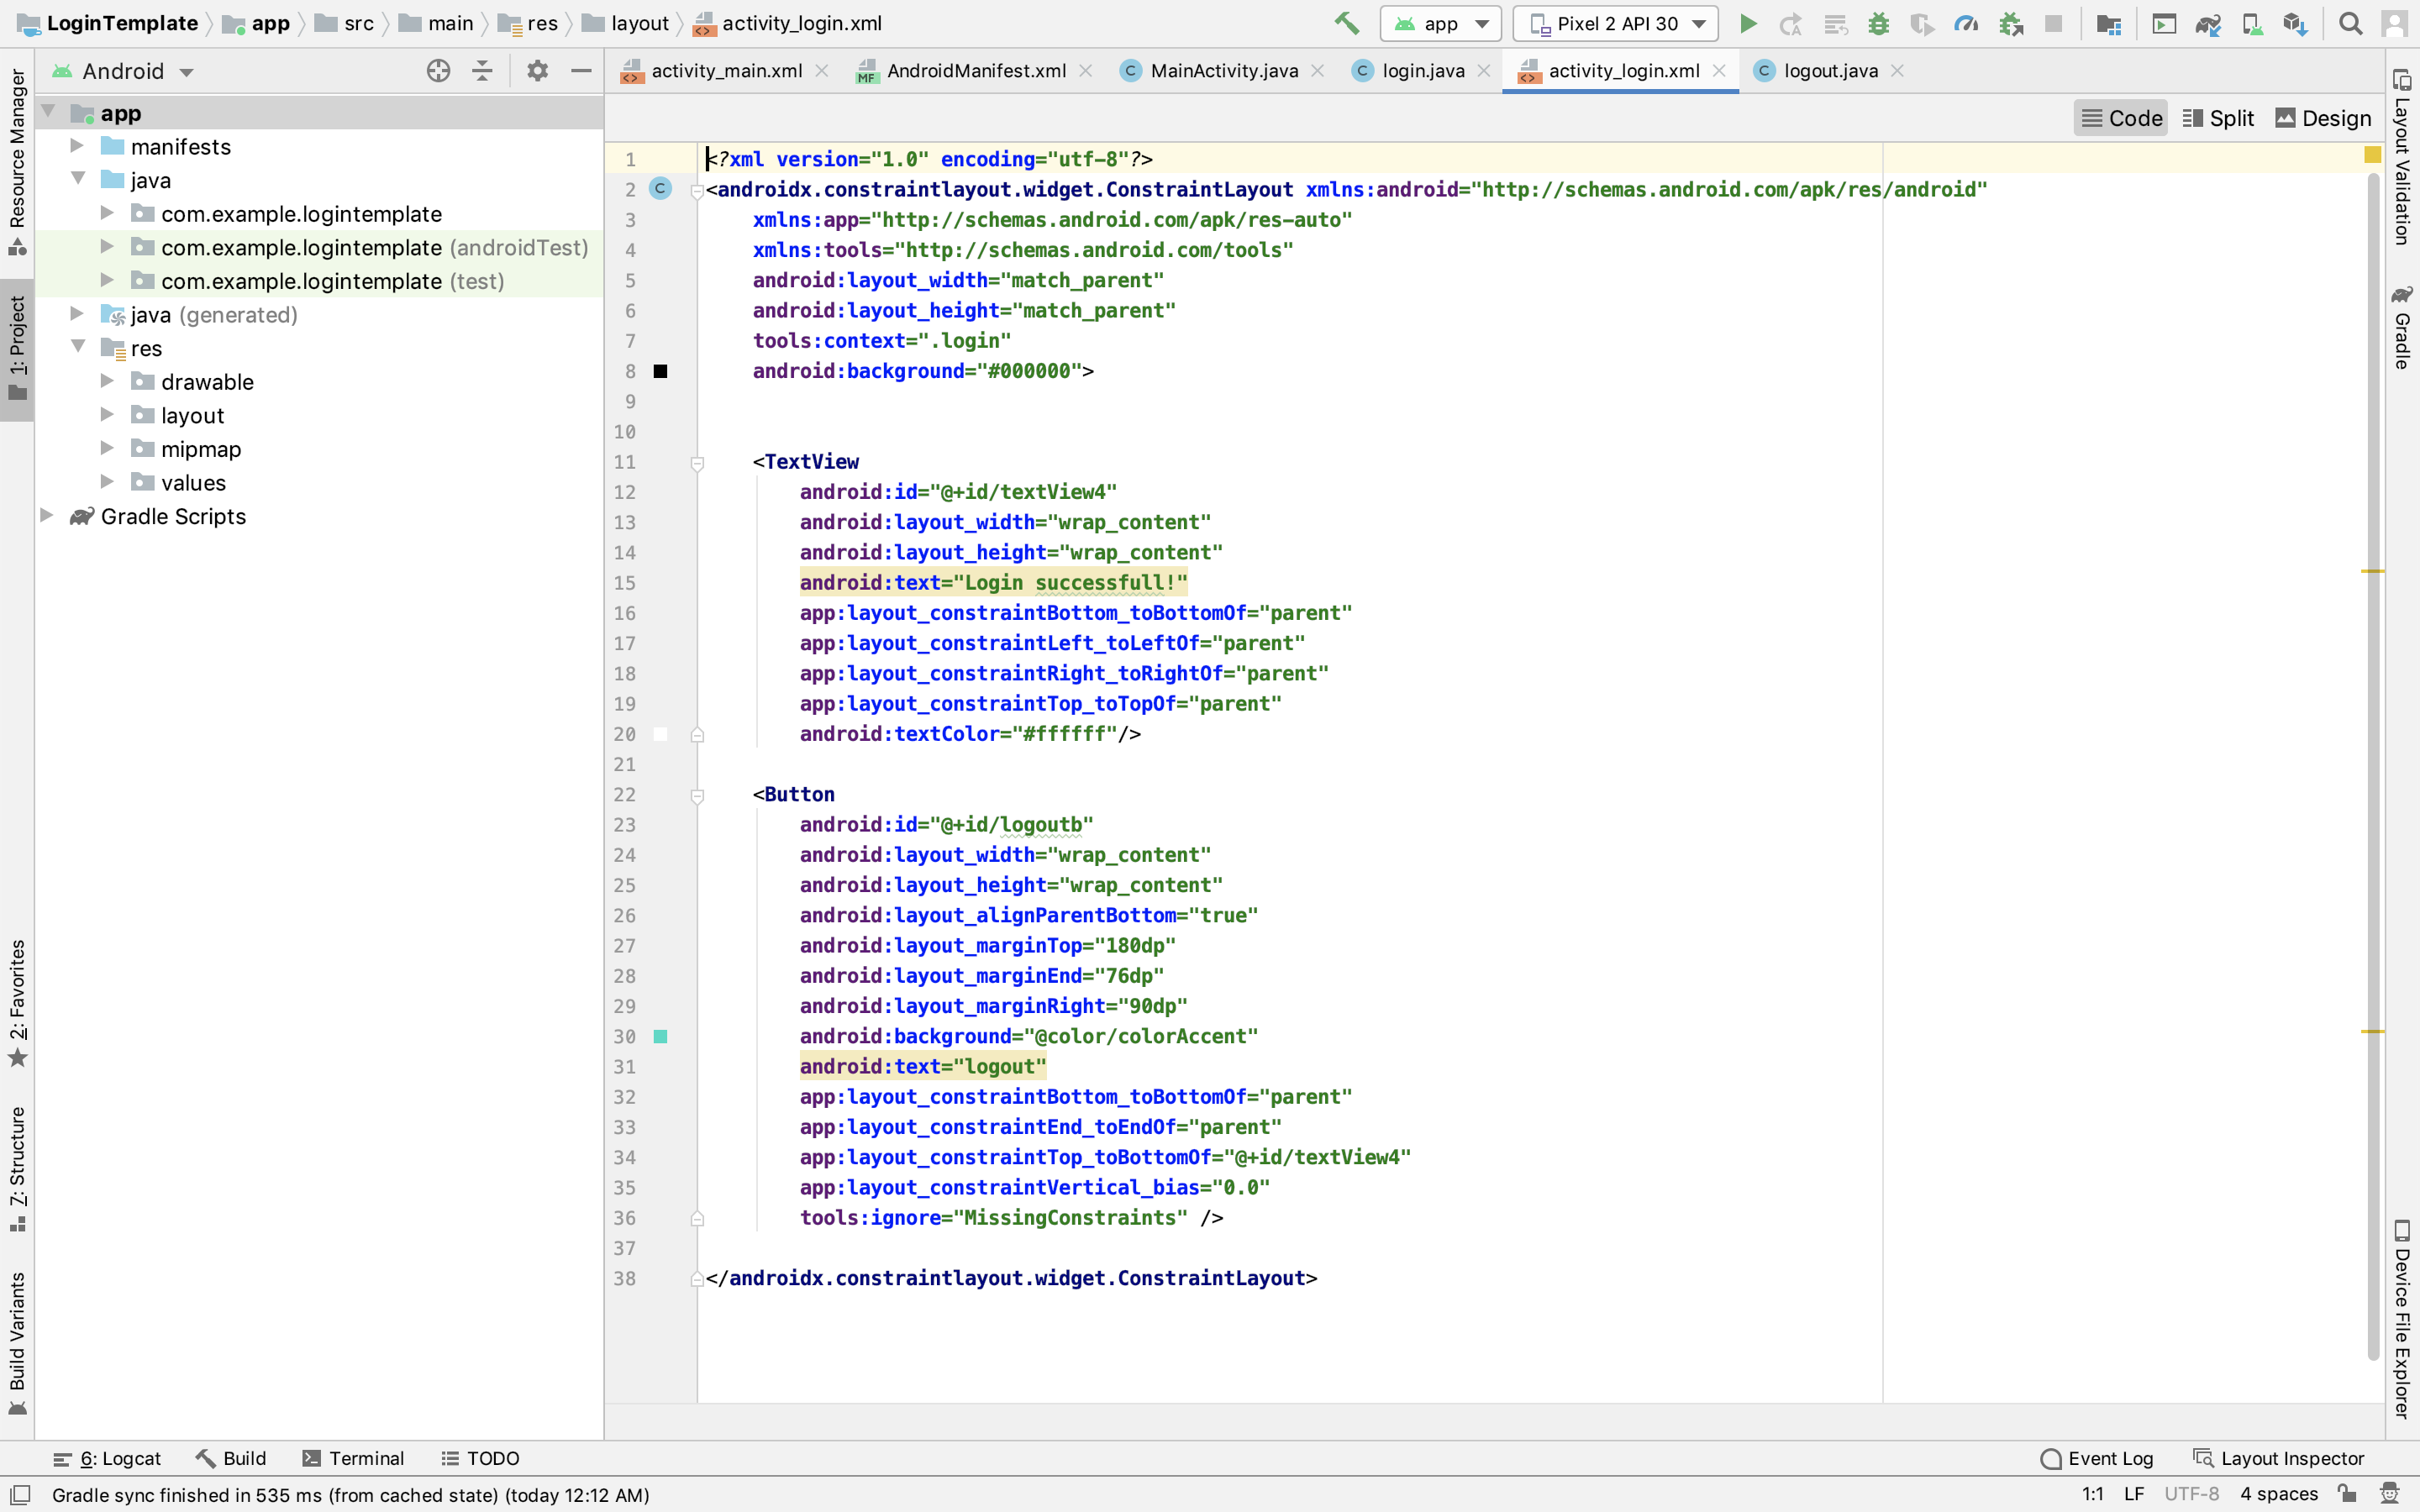 LoginTemplate app src main res layout activity_login.xml
app Pixel 2 API 30
Android
activity_main.xml AndroidManifest.xml MainActivity.java login.java activity_login.xml logout.java
MF C C C
Code Split Design
Resource Manager
1: Project
2: Favorites
7: Structure
Build Variants
app
manifests
java
com.example.logintemplate
com.example.logintemplate (androidTest)
com.example.logintemplate (test)
java (generated)
res
drawable
layout
mipmap
values
Gradle Scripts
1 <?xml version="1.0" encoding="utf-8"?>
2 C <androidx.constraintlayout.widget.ConstraintLayout xmlns:android="http://schemas.android.com/apk/res/android"
3 xmlns:app="http://schemas.android.com/apk/res-auto"
4 xmlns:tools="http://schemas.android.com/tools"
5 android:layout_width="match_parent"
6 android:layout_height="match_parent"
7 tools:context=".login"
8 android:background="#000000">
9
10
11 <TextView
12 android:id="@+id/textView4"
13 android:layout_width="wrap_content"
14 android:layout_height="wrap_content"
15 android:text="Login successfull!"
16 app:layout_constraintBottom_toBottomOf="parent"
17 app:layout_constraintLeft_toLeftOf="parent"
18 app:layout_constraintRight_toRightOf="parent"
19 app:layout_constraintTop_toTopOf="parent"
20 android:textColor="#ffffff"/>
21
22 <Button
23 android:id="@+id/logoutb"
24 android:layout_width="wrap_content"
25 android:layout_height="wrap_content"
26 android:layout_alignParentBottom="true"
27 android:layout_marginTop="180dp"
28 android:layout_marginEnd="76dp"
29 android:layout_marginRight="90dp"
30 android:background="@color/colorAccent"
31 android:text="logout"
32 app:layout_constraintBottom_toBottomOf="parent"
33 app:layout_constraintEnd_toEndOf="parent"
34 app:layout_constraintTop_toBottomOf="@+id/textView4"
35 app:layout_constraintVertical_bias="0.0"
36 tools:ignore="MissingConstraints" />
37
38 </androidx.constraintlayout.widget.ConstraintLayout>
Layout Validation
Gradle
Device File Explorer
6: Logcat Build Terminal TODO Event Log Layout Inspector
Gradle sync finished in 535 ms (from cached state) (today 12:12 AM) 1:1 LF UTF-8 4 spaces